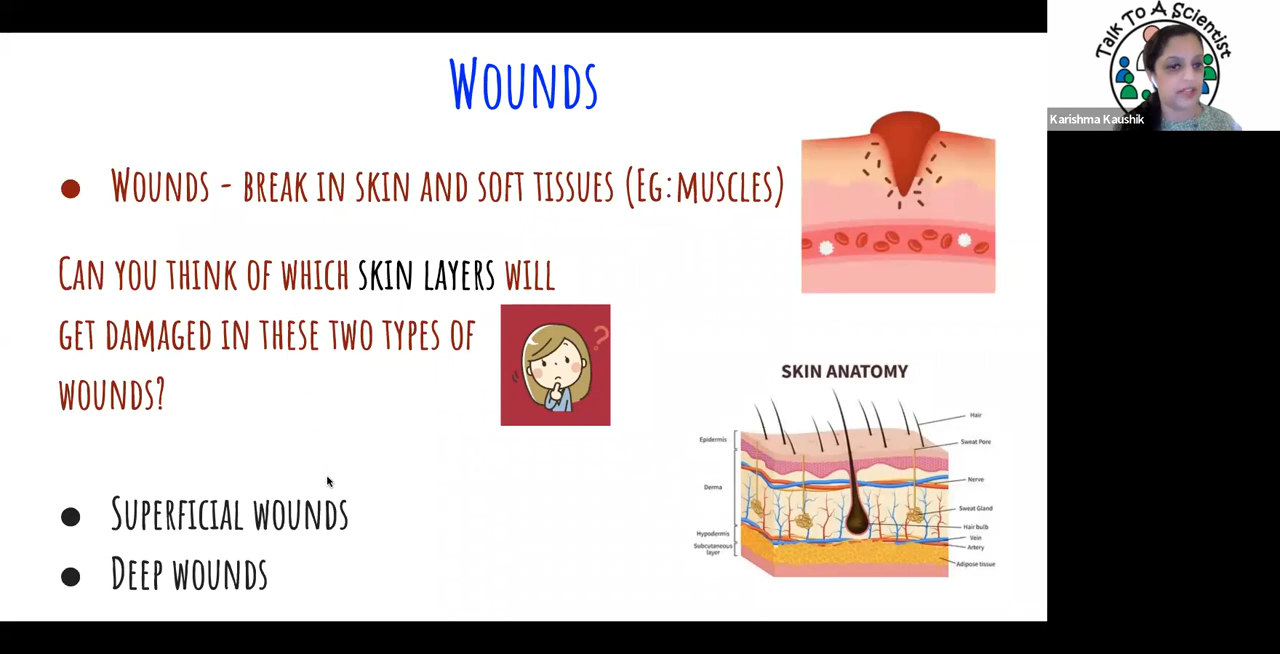 WOUNDS
WOUNDS - BREAK IN SKIN AND SOFT TISSUES (EG:MUSCLES)
CAN YOU THINK OF WHICH SKIN LAYERS WILL
GET DAMAGED IN THESE TWO TYPES OF
WOUNDS?
SUPERFICIAL WOUNDS
DEEP WOUNDS
SKIN ANATOMY
Epidermis
Derma
Hypodermis
Subcutaneous
layer
Hair
Sweat Pore
Nerve
Sweat Gland
Hair bulb
Vein
Artery
Adipose tissue
Talk To A Scientist
Karishma Kaushik